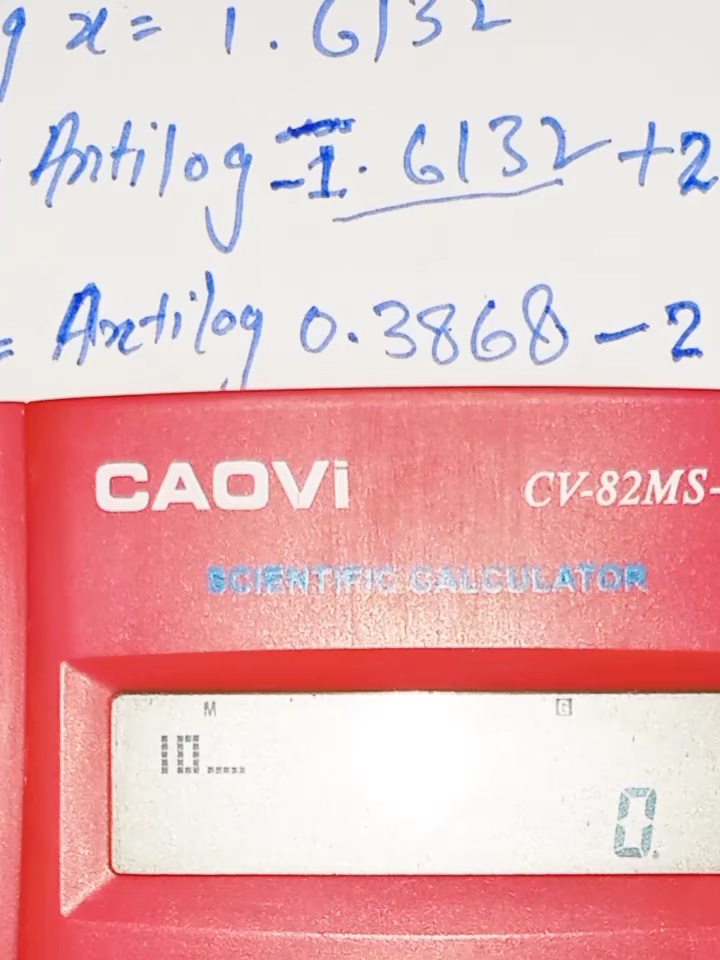 g x = 1.6132
Antilog -1.6132 + 2
= Antilog 0.3868 - 2
CAOVi CV-82MS-
SCIENTIFIC CALCULATOR
M G
0.